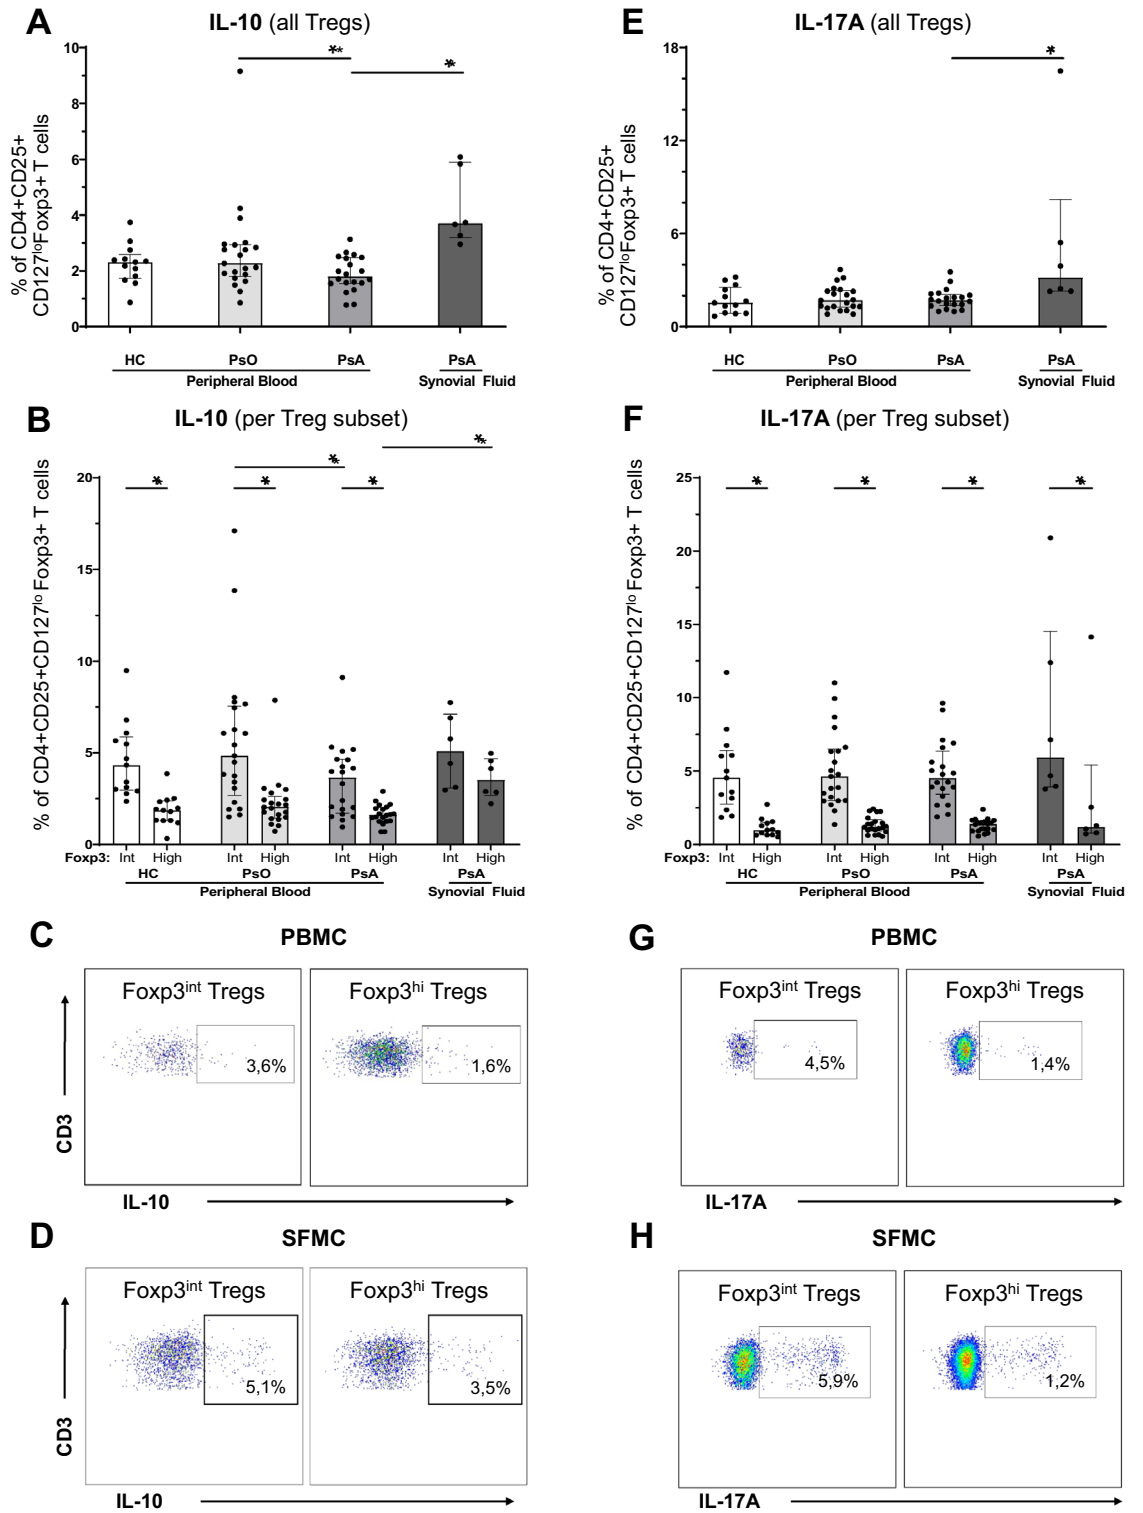 A
IL-10 (all Tregs)
% of CD4+CD25+
CD127loFoxp3+ T cells
10
8
6
4
2
0
**
**
HC
PsO
PsA
PsA
Peripheral Blood
Synovial Fluid
E
IL-17A (all Tregs)
% of CD4+CD25+
CD127loFoxp3+ T cells
18
12
6
0
*
HC
PsO
PsA
PsA
Peripheral Blood
Synovial Fluid
B
IL-10 (per Treg subset)
% of CD4+CD25+CD127lo Foxp3+ T cells
20
15
10
5
0
*
*
**
*
**
Foxp3: Int High Int High Int High Int High
HC
PsO
PsA
PsA
Peripheral Blood
Synovial Fluid
F
IL-17A (per Treg subset)
% of CD4+CD25+CD127lo Foxp3+ T cells
25
20
15
10
5
0
*
*
*
*
Foxp3: Int High Int High Int High Int High
HC
PsO
PsA
PsA
Peripheral Blood
Synovial Fluid
C
PBMC
Foxp3int Tregs
3,6%
Foxp3hi Tregs
1,6%
CD3
IL-10
G
PBMC
Foxp3int Tregs
4,5%
Foxp3hi Tregs
1,4%
IL-17A
D
SFMC
Foxp3int Tregs
5,1%
Foxp3hi Tregs
3,5%
CD3
IL-10
H
SFMC
Foxp3int Tregs
5,9%
Foxp3hi Tregs
1,2%
IL-17A